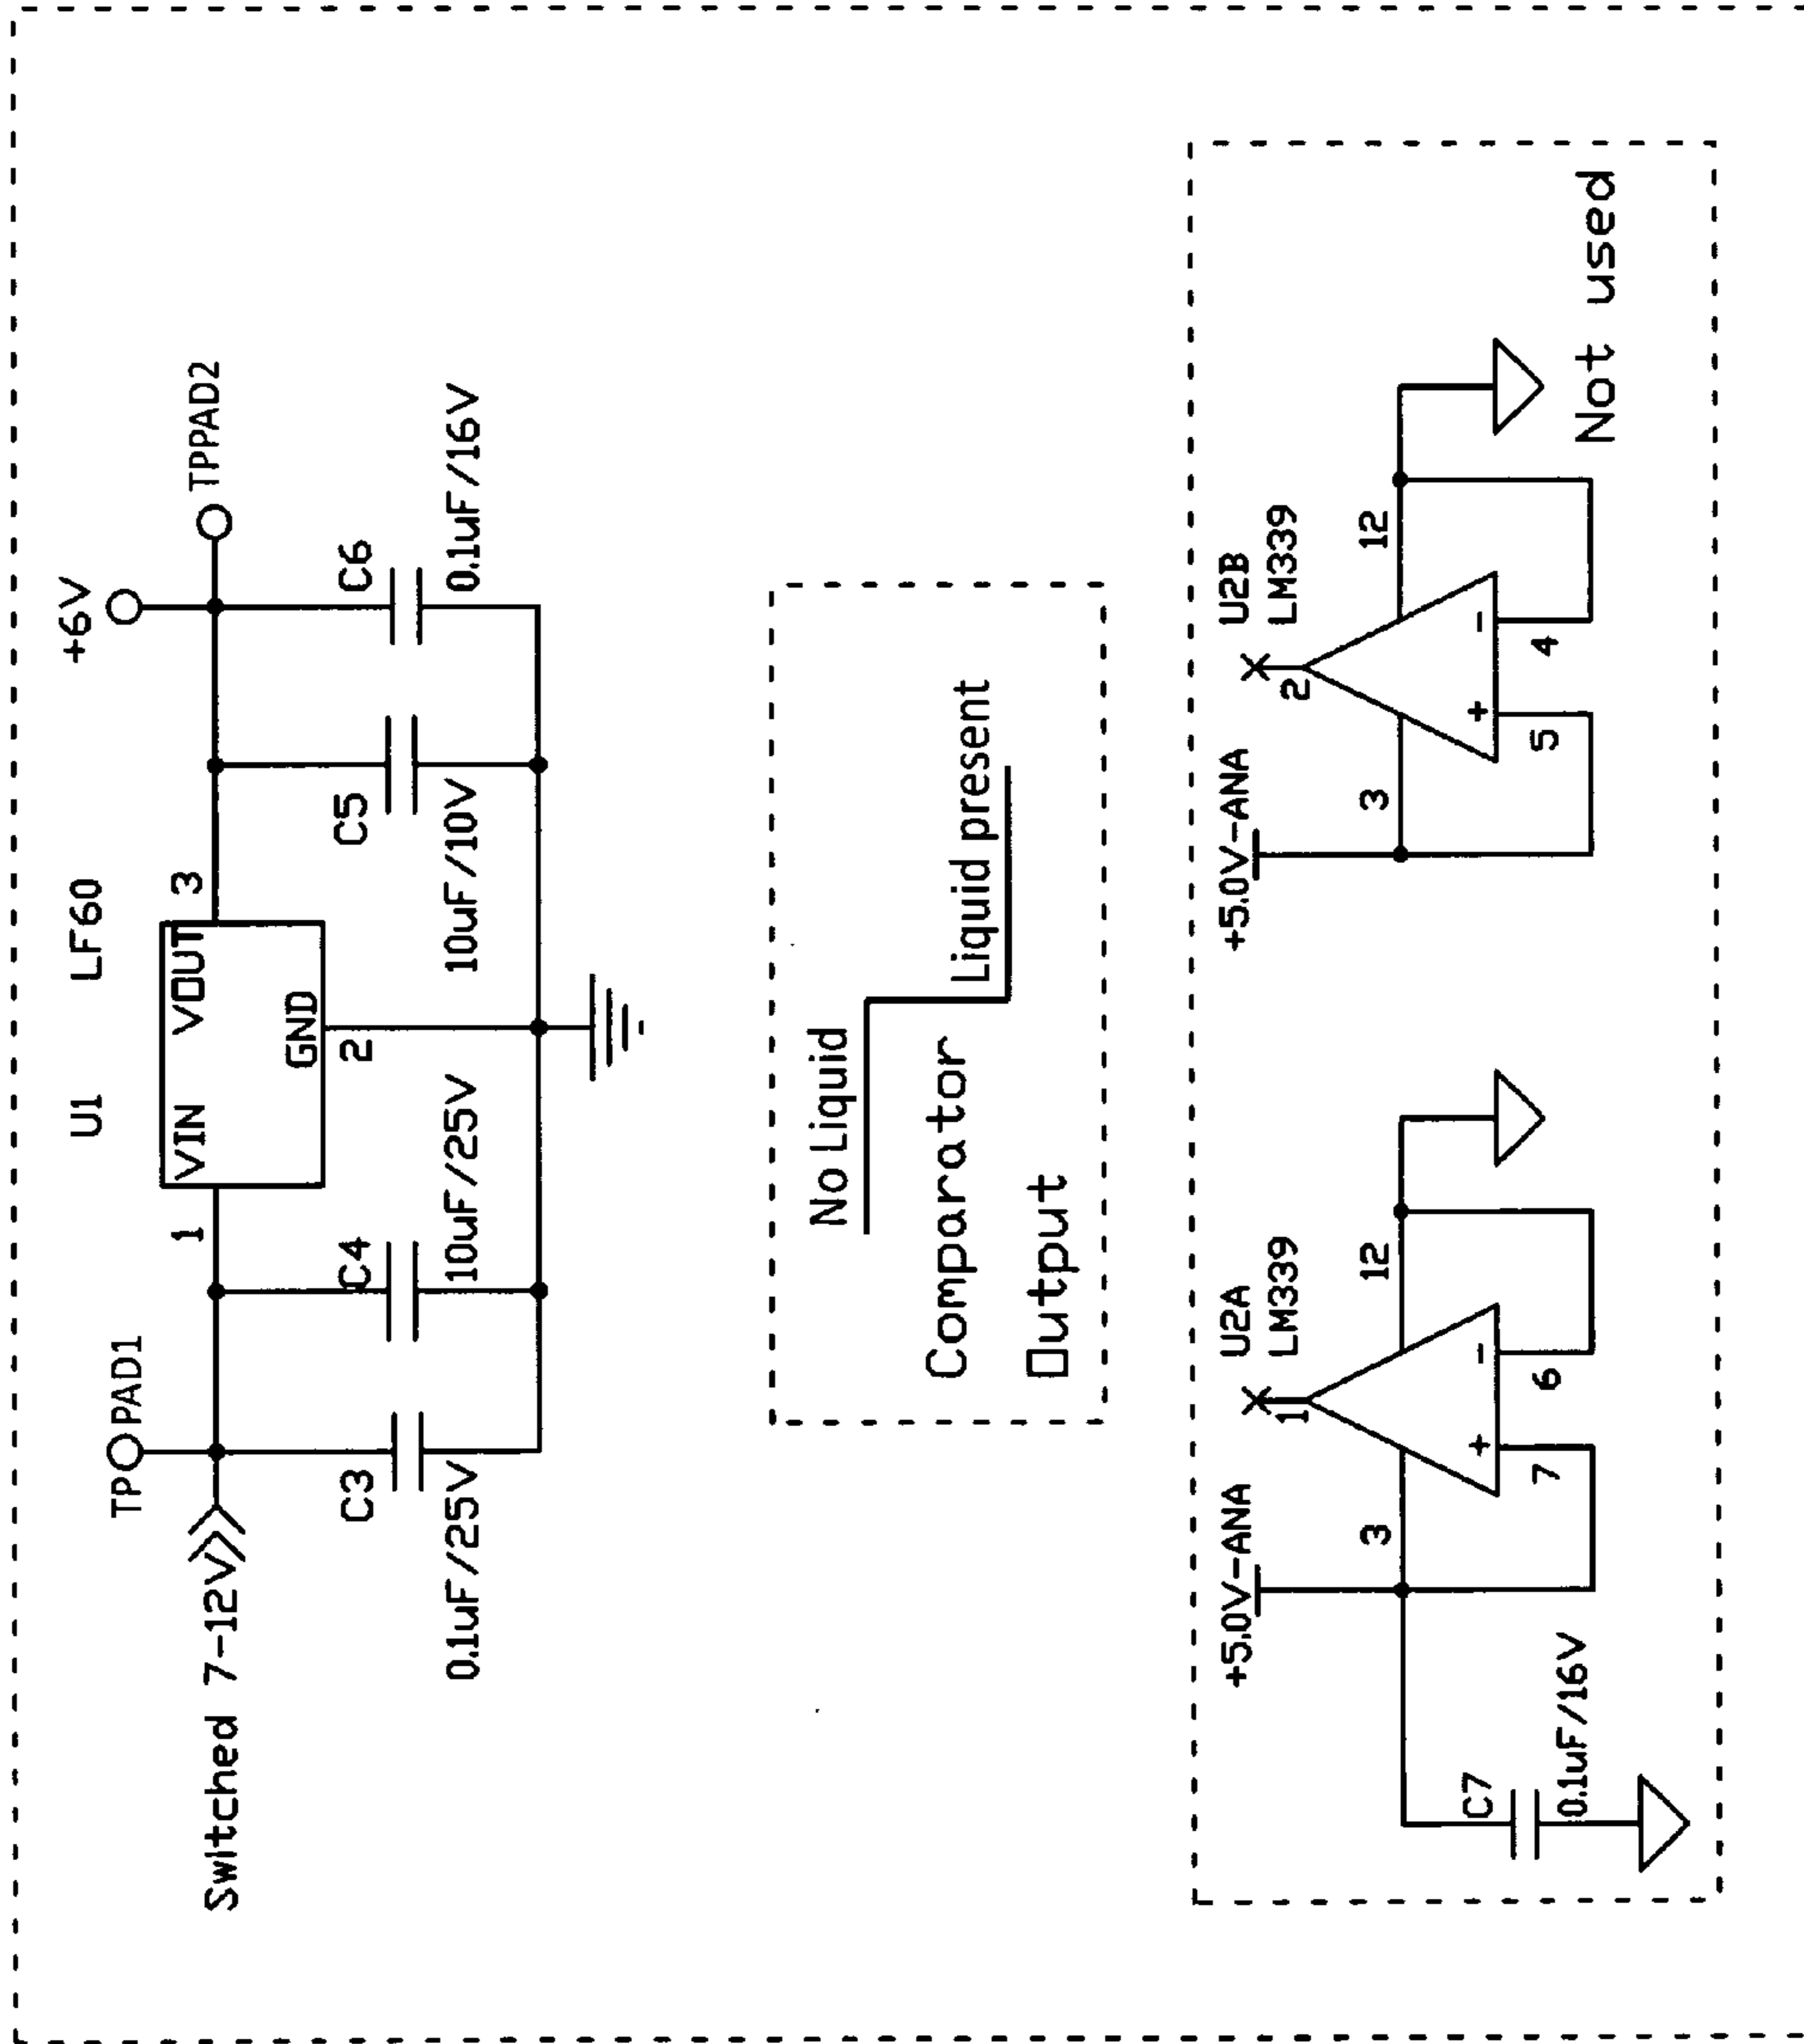 U1 LF60
+6V
TP PAD1
1 VIN VOUT 3
GND
2
TPPAD2
Switched 7-12V
C3
0.1uF/25V
C4
10uF/25V
C5
10uF/10V
C6
0.1uF/16V
No Liquid
Comparator
Liquid present
Output
+5.0V-ANA
U2A
LM339
1
3
12
+ -
7 6
C7
0.1uF/16V
+5.0V-ANA
U2B
LM339
2
3
12
+ -
5 4
Not used